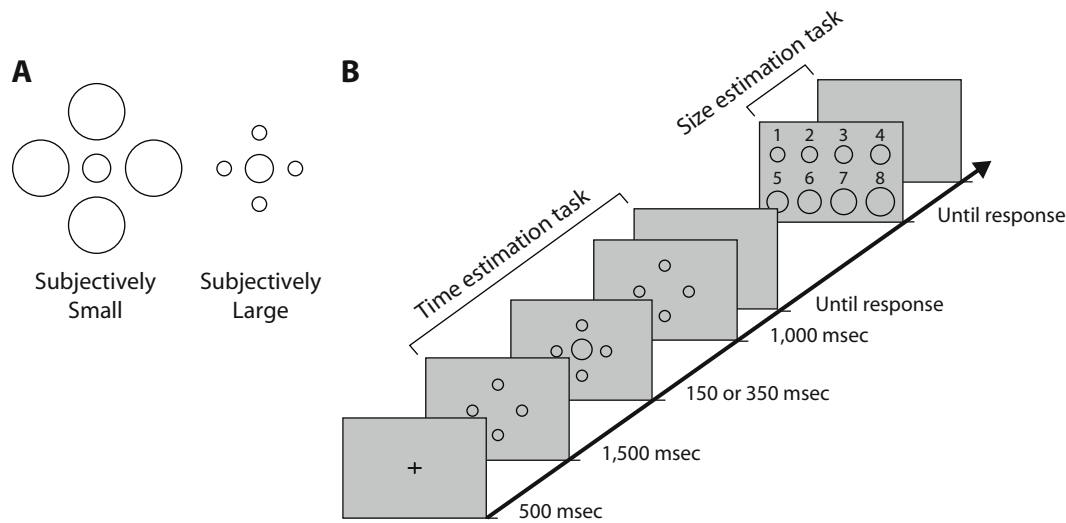 A
B
Subjectively
Small
Subjectively
Large
Time estimation task
Size estimation task
1 2 3 4
5 6 7 8
+
500 msec
1,500 msec
150 or 350 msec
1,000 msec
Until response
Until response